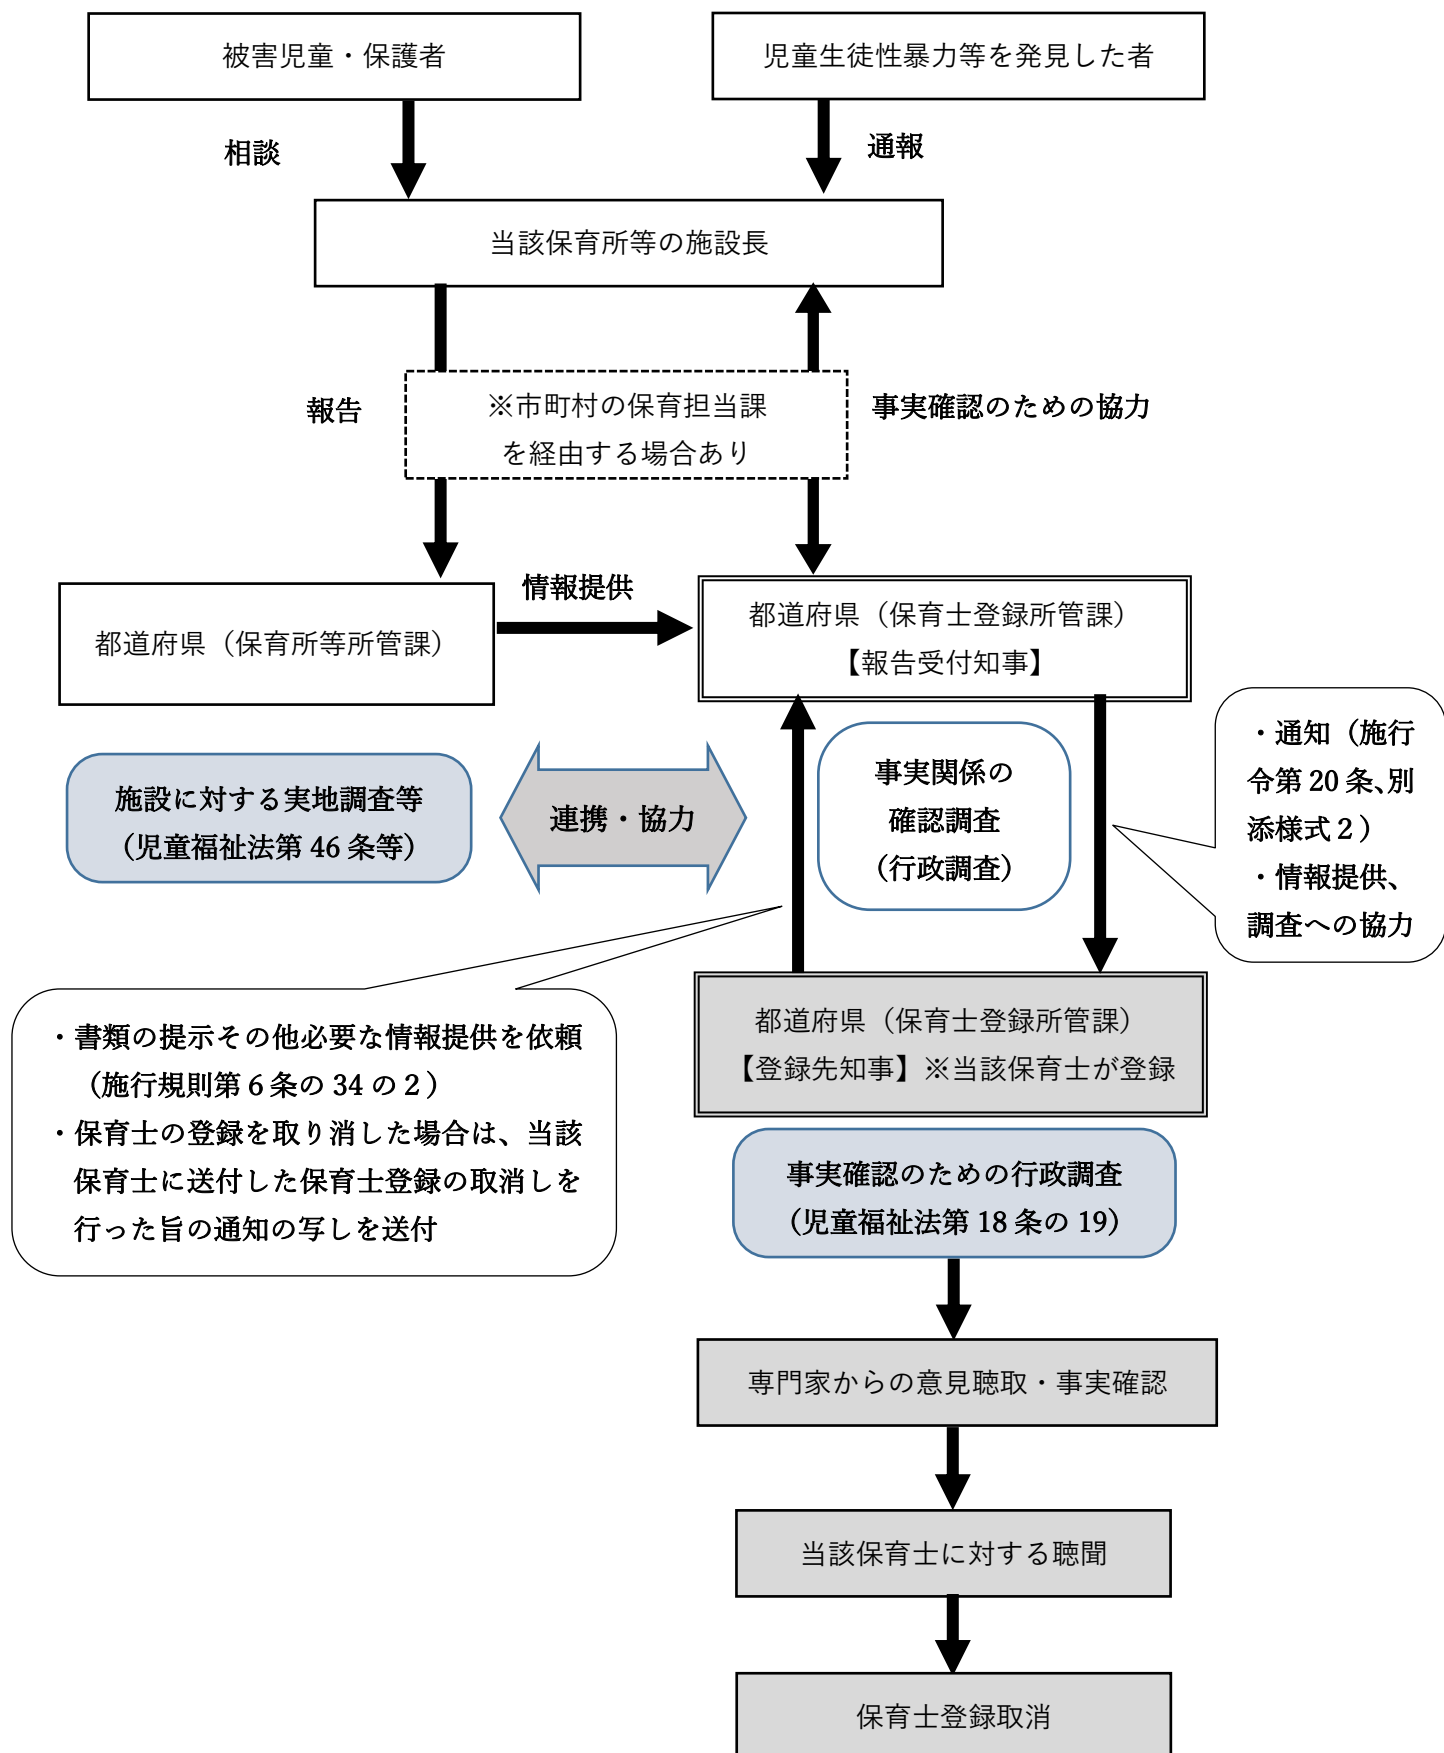 被害児童・保護者
児童生徒性暴力等を発見した者
相談
通報
当該保育所等の施設長
報告
※市町村の保育担当課
を経由する場合あり
事実確認のための協力
情報提供
都道府県（保育所等所管課）
都道府県（保育士登録所管課）
【報告受付知事】
施設に対する実地調査等
（児童福祉法第 46 条等）
連携・協力
事実関係の
確認調査
（行政調査）
・通知（施行
令第 20 条、別
添様式２）
・情報提供、
調査への協力
・書類の提示その他必要な情報提供を依頼
（施行規則第６条の 34 の２）
・保育士の登録を取り消した場合は、当該
保育士に送付した保育士登録の取消しを
行った旨の通知の写しを送付
都道府県（保育士登録所管課）
【登録先知事】※当該保育士が登録
事実確認のための行政調査
（児童福祉法第 18 条の 19）
専門家からの意見聴取・事実確認
当該保育士に対する聴聞
保育士登録取消